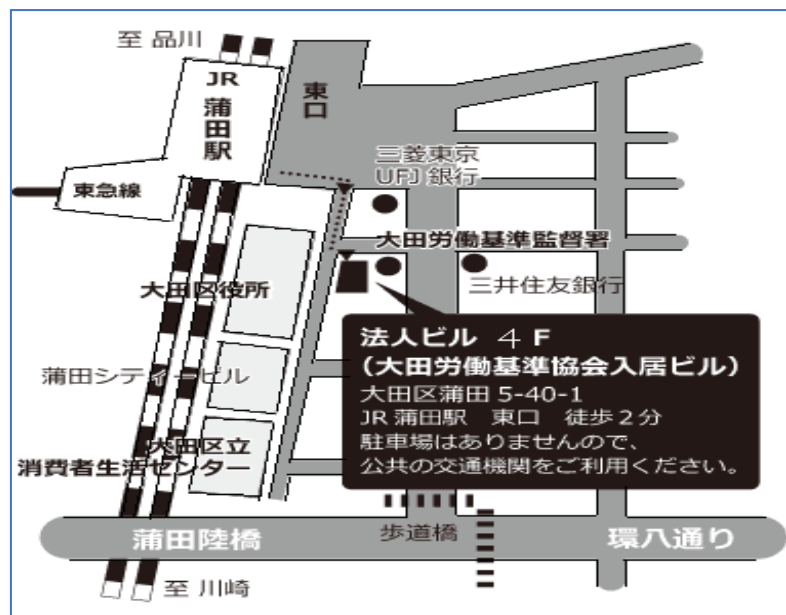 至 品川
JR
蒲田駅
東口
東急線
三菱東京
UFJ 銀行
大田労働基準監督署
三井住友銀行
大田区役所
法人ビル 4 F
(大田労働基準協会入居ビル)
大田区蒲田 5-40-1
JR 蒲田駅 東口 徒歩２分
駐車場はありませんので、
公共の交通機関をご利用ください。
蒲田シティービル
大田区立
消費者生活センター
歩道橋
蒲田陸橋
環八通り
至 川崎